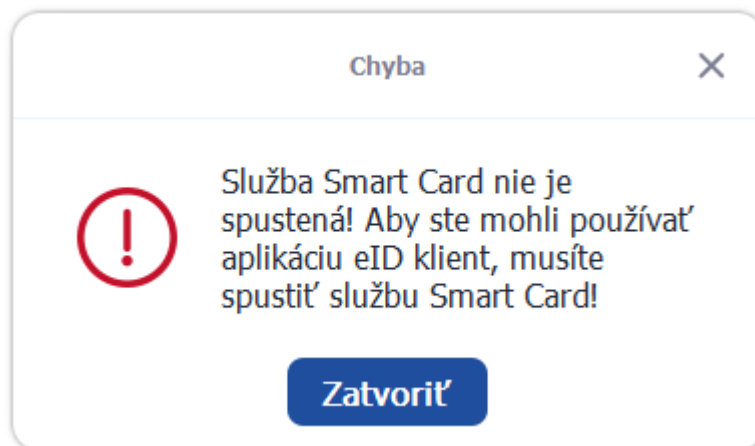 Chyba
Služba Smart Card nie je
spustená! Aby ste mohli používať
aplikáciu eID klient, musíte
spustiť službu Smart Card!
Zatvoriť